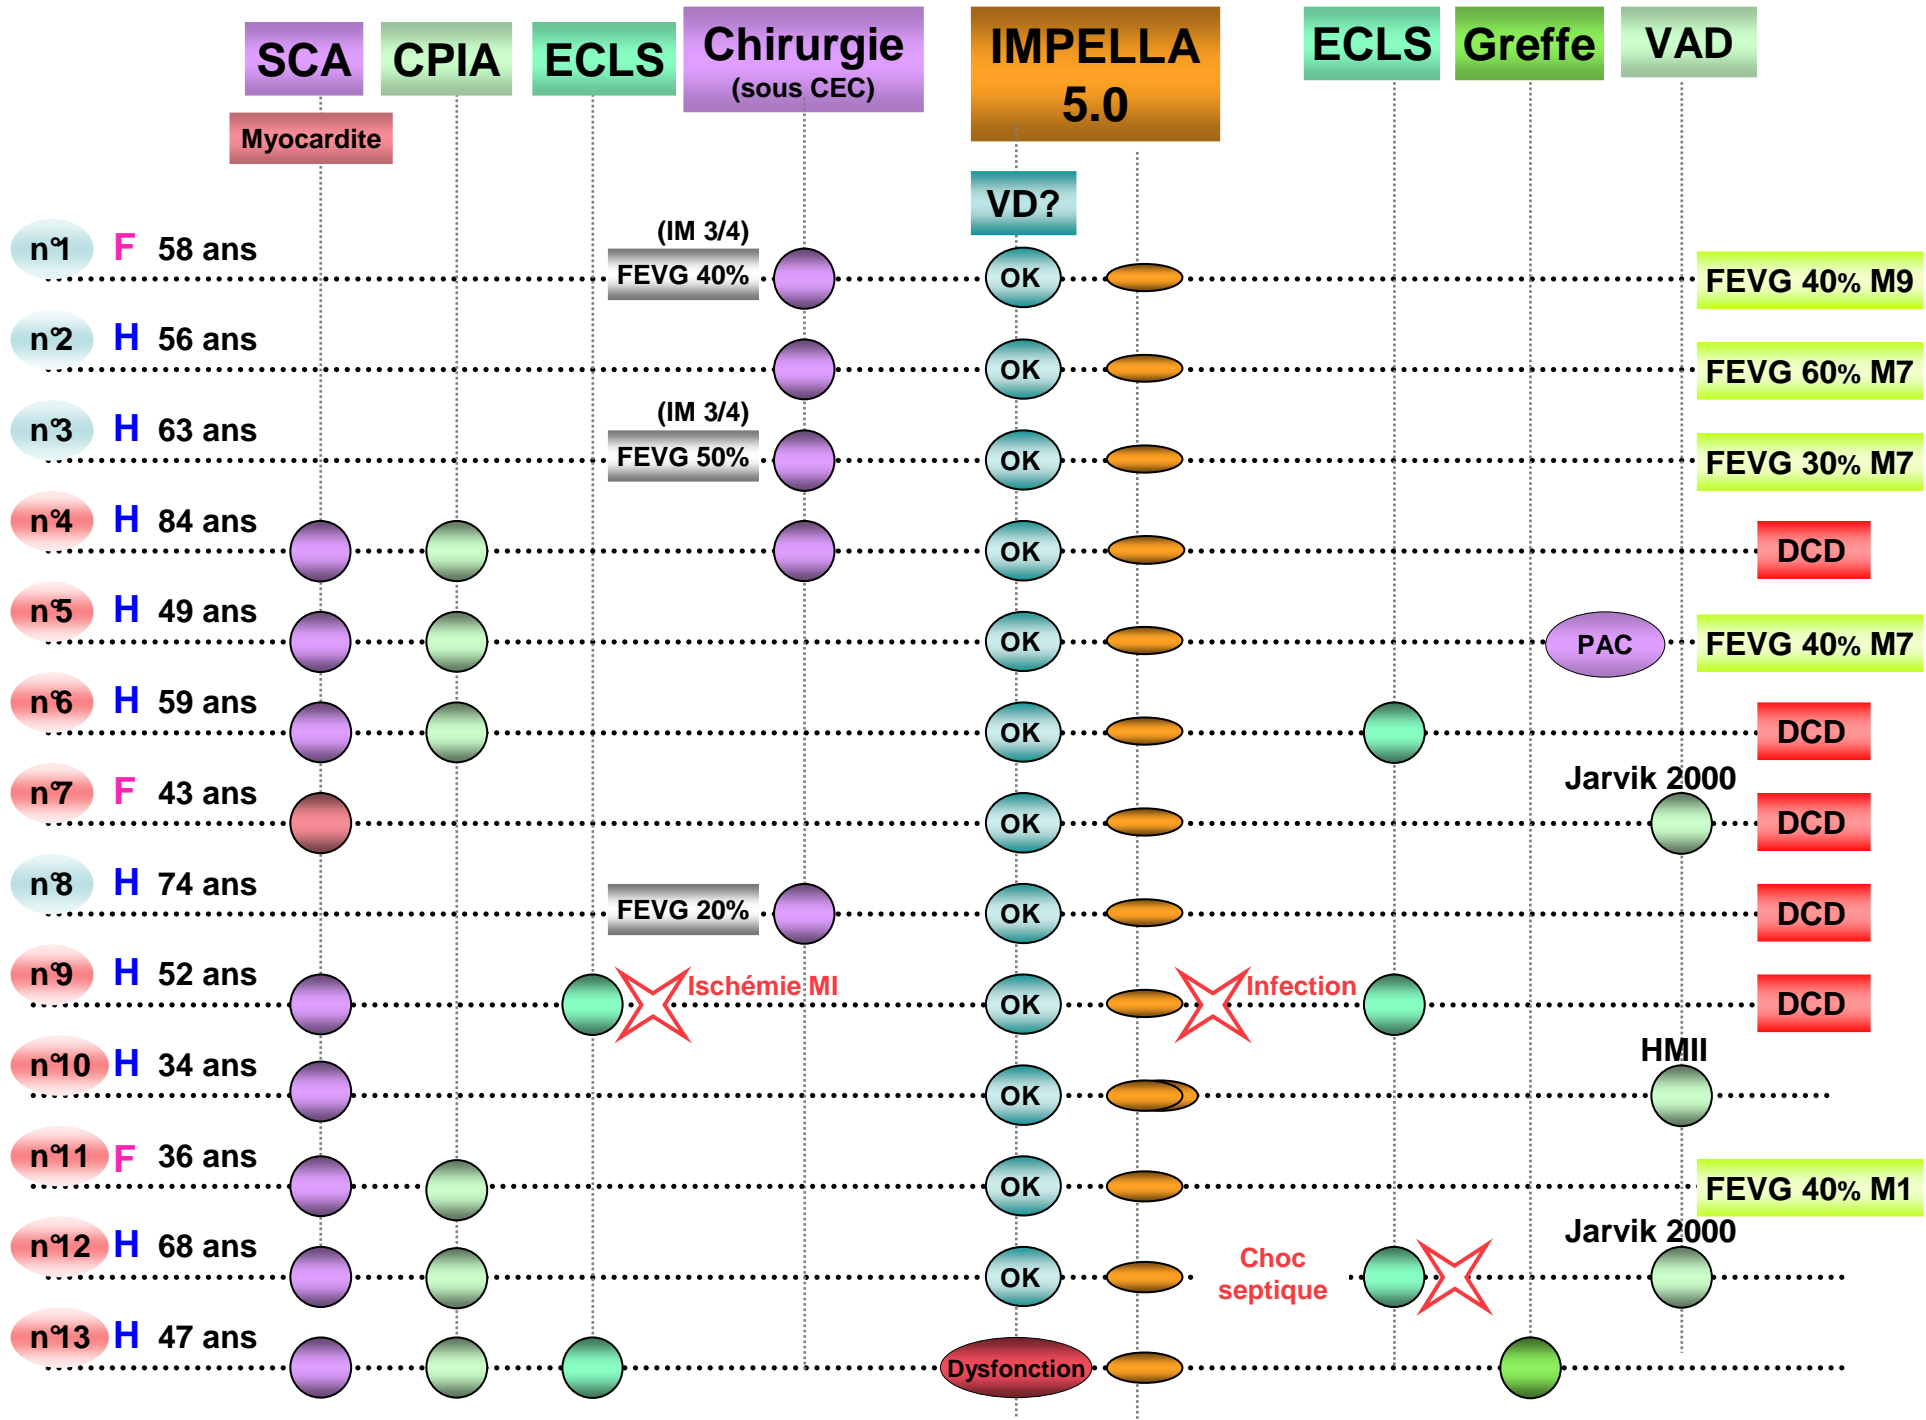 SCA
CPIA
ECLS
Chirurgie
(sous CEC)
IMPELLA
5.0
ECLS
Greffe
VAD
Myocardite
VD?
n°1 F 58 ans
(IM 3/4)
FEVG 40%
OK
FEVG 40% M9
n°2 H 56 ans
OK
FEVG 60% M7
n°3 H 63 ans
(IM 3/4)
FEVG 50%
OK
FEVG 30% M7
n°4 H 84 ans
OK
DCD
n°5 H 49 ans
OK
PAC
FEVG 40% M7
n°6 H 59 ans
OK
DCD
n°7 F 43 ans
OK
Jarvik 2000
DCD
n°8 H 74 ans
FEVG 20%
OK
DCD
n°9 H 52 ans
Ischémie MI
OK
Infection
DCD
n°10 H 34 ans
OK
HMII
n°11 F 36 ans
OK
FEVG 40% M1
n°12 H 68 ans
OK
Choc
septique
Jarvik 2000
n°13 H 47 ans
Dysfonction